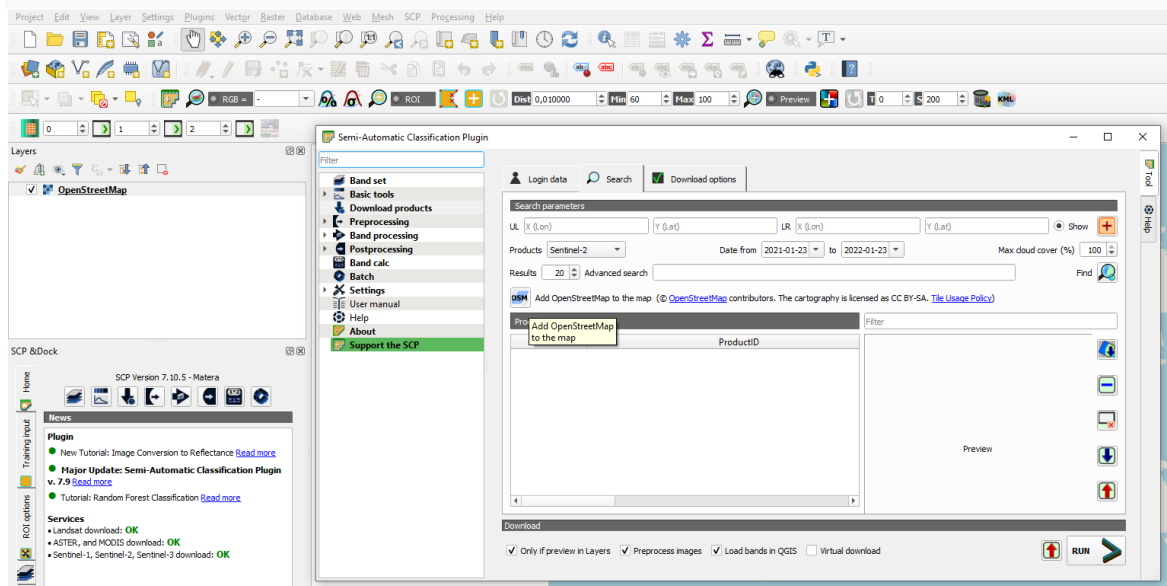 Project Edit View Layer Settings Plugins Vector Raster Database Web Mesh SCP Processing Help
RGB = -
ROI
Dist 0,010000 Min 60 Max 100
Preview
T 0 S 200
KML
0 1 2
Layers
OpenStreetMap
SCP &Dock
SCP Version 7.10.5 - Matera
Home
Training input
ROI options
News
Plugin
New Tutorial: Image Conversion to Reflectance Read more
Major Update: Semi-Automatic Classification Plugin
v. 7.9 Read more
Tutorial: Random Forest Classification Read more
Services
• Landsat download: OK
• ASTER, and MODIS download: OK
• Sentinel-1, Sentinel-2, Sentinel-3 download: OK
Semi-Automatic Classification Plugin
Filter
Band set
Basic tools
Download products
Preprocessing
Band processing
Postprocessing
Band calc
Batch
Settings
User manual
Help
About
Support the SCP
Login data Search Download options
Search parameters
UL X (Lon) Y (Lat) LR X (Lon) Y (Lat) Show
Products Sentinel-2 Date from 2021-01-23 to 2022-01-23 Max cloud cover (%) 100
Results 20 Advanced search Find
OSM Add OpenStreetMap to the map (© OpenStreetMap contributors. The cartography is licensed as CC BY-SA. Tile Usage Policy)
Add OpenStreetMap
to the map
Filter
ProductID
Preview
Download
Only if preview in Layers Preprocess images Load bands in QGIS Virtual download
RUN
Tool
Help